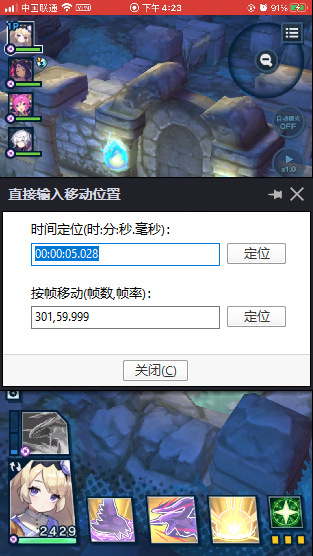 中国联通 VPN 下午 4:23 91%
1P
自动模式
OFF
x1.0
直接输入移动位置
时间定位(时:分:秒.毫秒):
00:00:05.028 定位
按帧移动(帧数,帧率):
301,59.999 定位
关闭(C)
2429